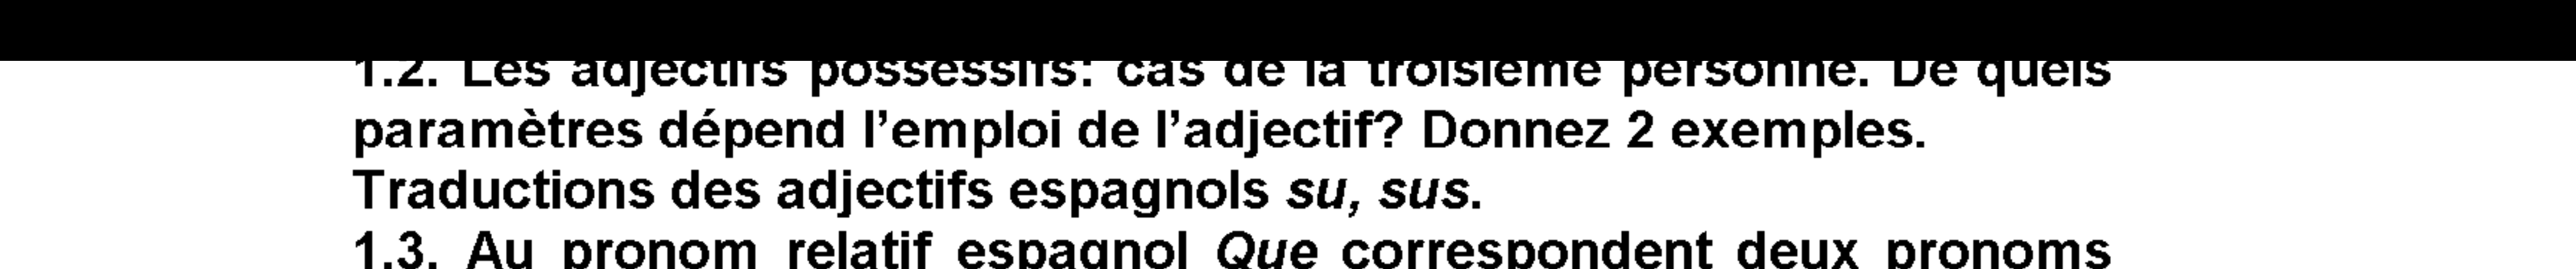 1.2. Les adjectifs possessifs: cas de la troisième personne. De quels
paramètres dépend l’emploi de l’adjectif? Donnez 2 exemples.
Traductions des adjectifs espagnols su, sus.
1.3. Au pronom relatif espagnol Que correspondent deux pronoms